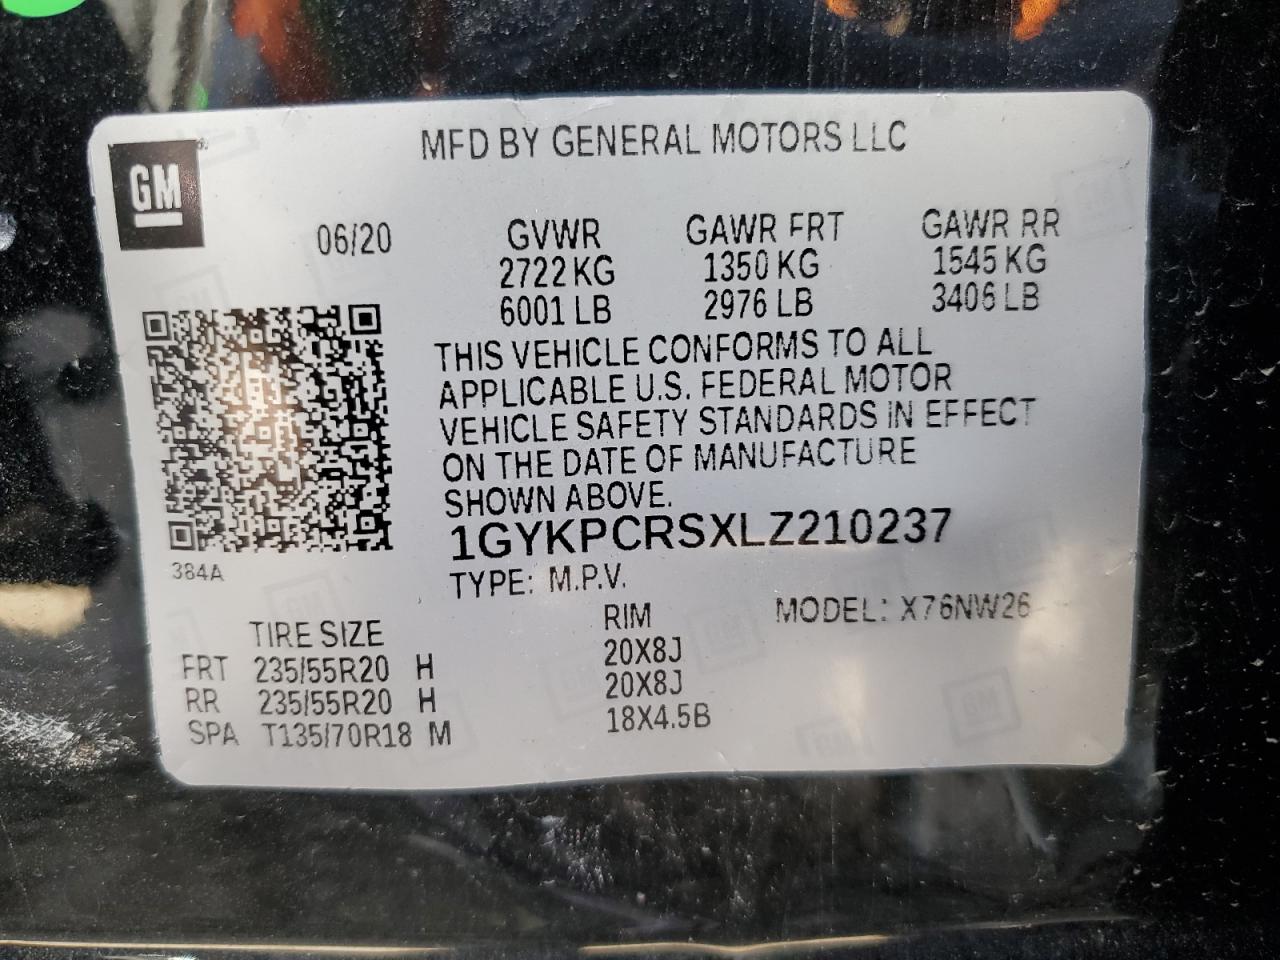 GM
MFD BY GENERAL MOTORS LLC
06/20 GVWR GAWR FRT GAWR RR
2722 KG 1350 KG 1545 KG
6001 LB 2976 LB 3406 LB
THIS VEHICLE CONFORMS TO ALL
APPLICABLE U.S. FEDERAL MOTOR
VEHICLE SAFETY STANDARDS IN EFFECT
ON THE DATE OF MANUFACTURE
SHOWN ABOVE.
1GYKPCRSXLZ210237
384A
TYPE: M.P.V.
TIRE SIZE RIM MODEL: X76NW26
FRT 235/55R20 H 20X8J
RR 235/55R20 H 20X8J
SPA T135/70R18 M 18X4.5B